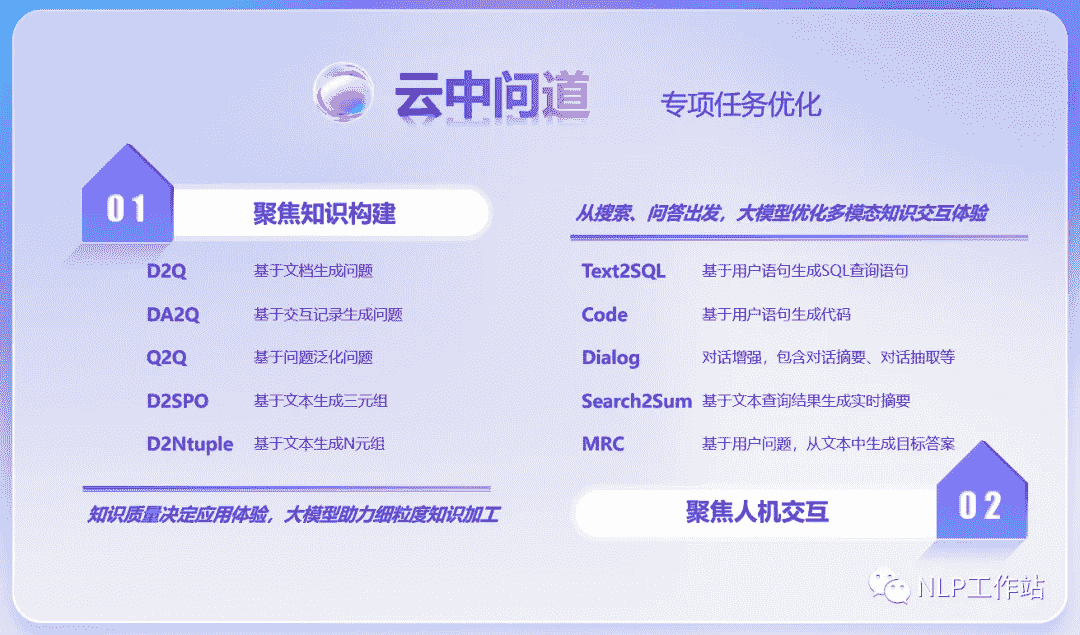 云中问道 专项任务优化
01 聚焦知识构建
D2Q 基于文档生成问题
DA2Q 基于交互记录生成问题
Q2Q 基于问题泛化问题
D2SPO 基于文本生成三元组
D2Ntuple 基于文本生成N元组
知识质量决定应用体验，大模型助力细粒度知识加工
从搜索、问答出发，大模型优化多模态知识交互体验
Text2SQL 基于用户语句生成SQL查询语句
Code 基于用户语句生成代码
Dialog 对话增强，包含对话摘要、对话抽取等
Search2Sum 基于文本查询结果生成实时摘要
MRC 基于用户问题，从文本中生成目标答案
聚焦人机交互 02
NLP工作站